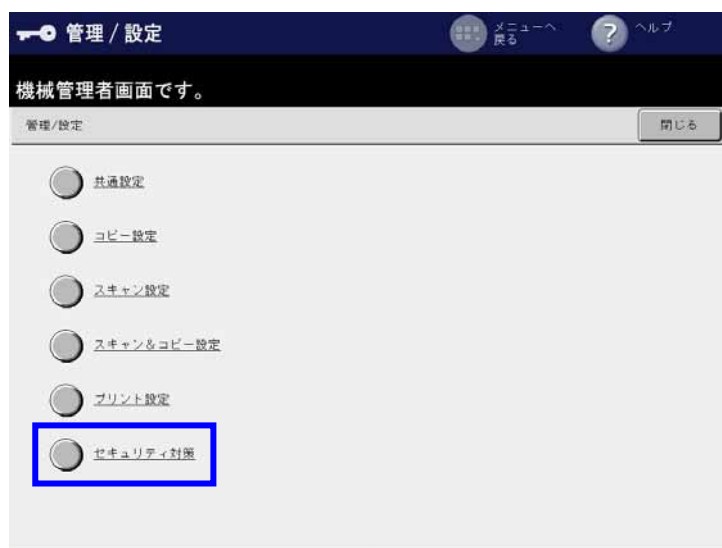 管理 / 設定
メニューへ
戻る
? ヘルプ
機械管理者画面です。
管理/設定
閉じる
共通設定
コピー設定
スキャン設定
スキャン&コピー設定
プリント設定
セキュリティ対策